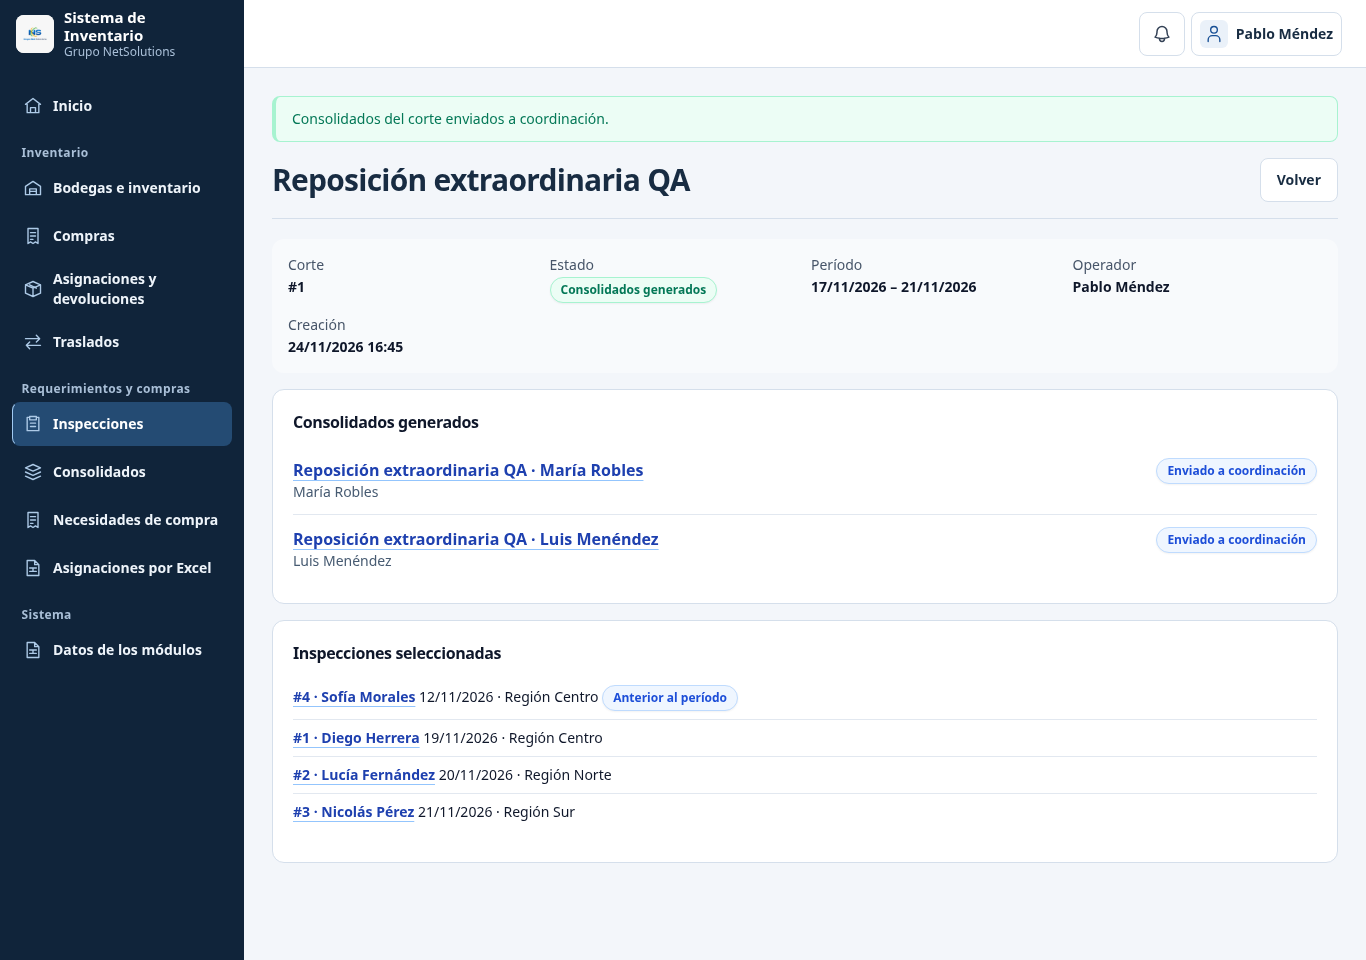 Sistema de
Inventario
Grupo NetSolutions
Inicio
Inventario
Bodegas e inventario
Compras
Asignaciones y
devoluciones
Traslados
Requerimientos y compras
Inspecciones
Consolidados
Necesidades de compra
Asignaciones por Excel
Sistema
Datos de los módulos
Pablo Méndez
Consolidados del corte enviados a coordinación.
Reposición extraordinaria QA
Volver
Corte
#1
Estado
Consolidados generados
Período
17/11/2026 – 21/11/2026
Operador
Pablo Méndez
Creación
24/11/2026 16:45
Consolidados generados
Reposición extraordinaria QA · María Robles
Enviado a coordinación
María Robles
Reposición extraordinaria QA · Luis Menéndez
Enviado a coordinación
Luis Menéndez
Inspecciones seleccionadas
#4 · Sofía Morales 12/11/2026 · Región Centro Anterior al período
#1 · Diego Herrera 19/11/2026 · Región Centro
#2 · Lucía Fernández 20/11/2026 · Región Norte
#3 · Nicolás Pérez 21/11/2026 · Región Sur